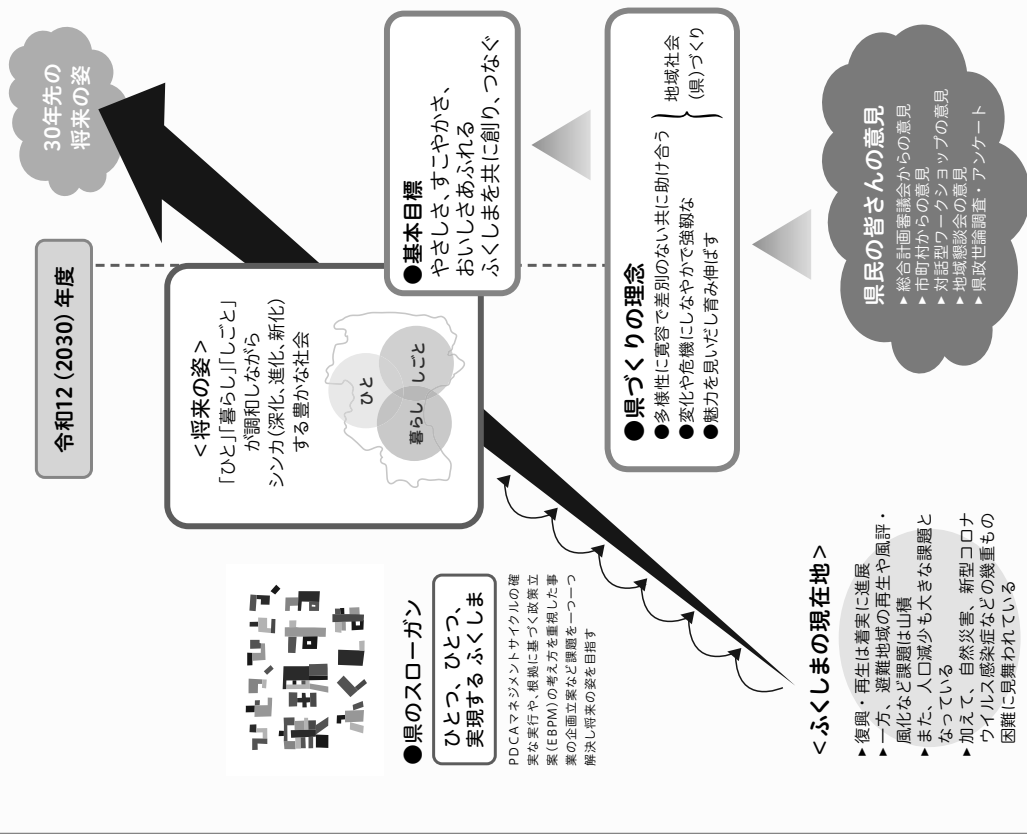 30年先の
将来の姿
令和12（2030）年度
＜将来の姿＞
「ひと」「暮らし」「しごと」
が調和しながら
シンカ（深化、進化、新化）
する豊かな社会
ひと
暮らし
しごと
●基本目標
やさしさ、すこやかさ、
おいしさあふれる
ふくしまを共に創り、つなぐ
●県づくりの理念
●多様性に寛容で差別のない共に助け合う
●変化や危機にしなやかで強靱な
●魅力を見いだし育み伸ばす
地域社会
（県）づくり
県民の皆さんの意見
▶総合計画審議会からの意見
▶市町村からの意見
▶対話型ワークショップの意見
▶地域懇談会の意見
▶県政世論調査・アンケート
●県のスローガン
ひとつ、ひとつ、
実現する ふくしま
PDCAマネジメントサイクルの確
実な実行や、根拠に基づく政策立
案（EBPM）の考え方を重視した事
業の企画立案など課題を一つ一つ
解決し将来の姿を目指す
＜ふくしまの現在地＞
▶復興・再生は着実に進展
▶一方、避難地域の再生や風評・
風化など課題は山積
▶また、人口減少も大きな課題と
なっている
▶加えて、自然災害、新型コロナ
ウイルス感染症などの幾重もの
困難に見舞われている